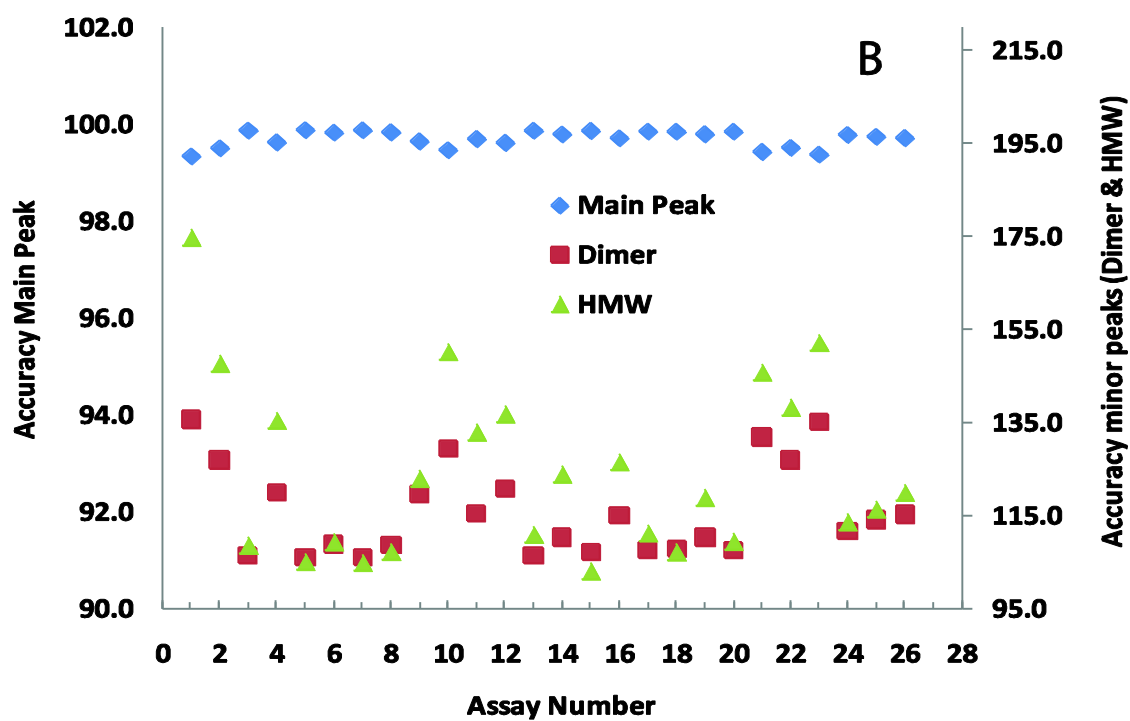 B
Accuracy Main Peak
102.0
100.0
98.0
96.0
94.0
92.0
90.0
Main Peak
Dimer
HMW
215.0
195.0
175.0
155.0
135.0
115.0
95.0
Accuracy minor peaks (Dimer & HMW)
0 2 4 6 8 10 12 14 16 18 20 22 24 26 28
Assay Number